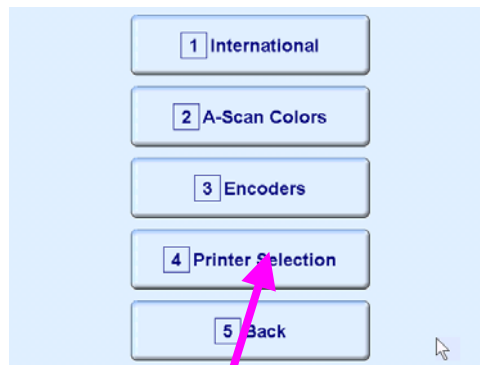 1 International
2 A-Scan Colors
3 Encoders
4 Printer Selection
5 Back